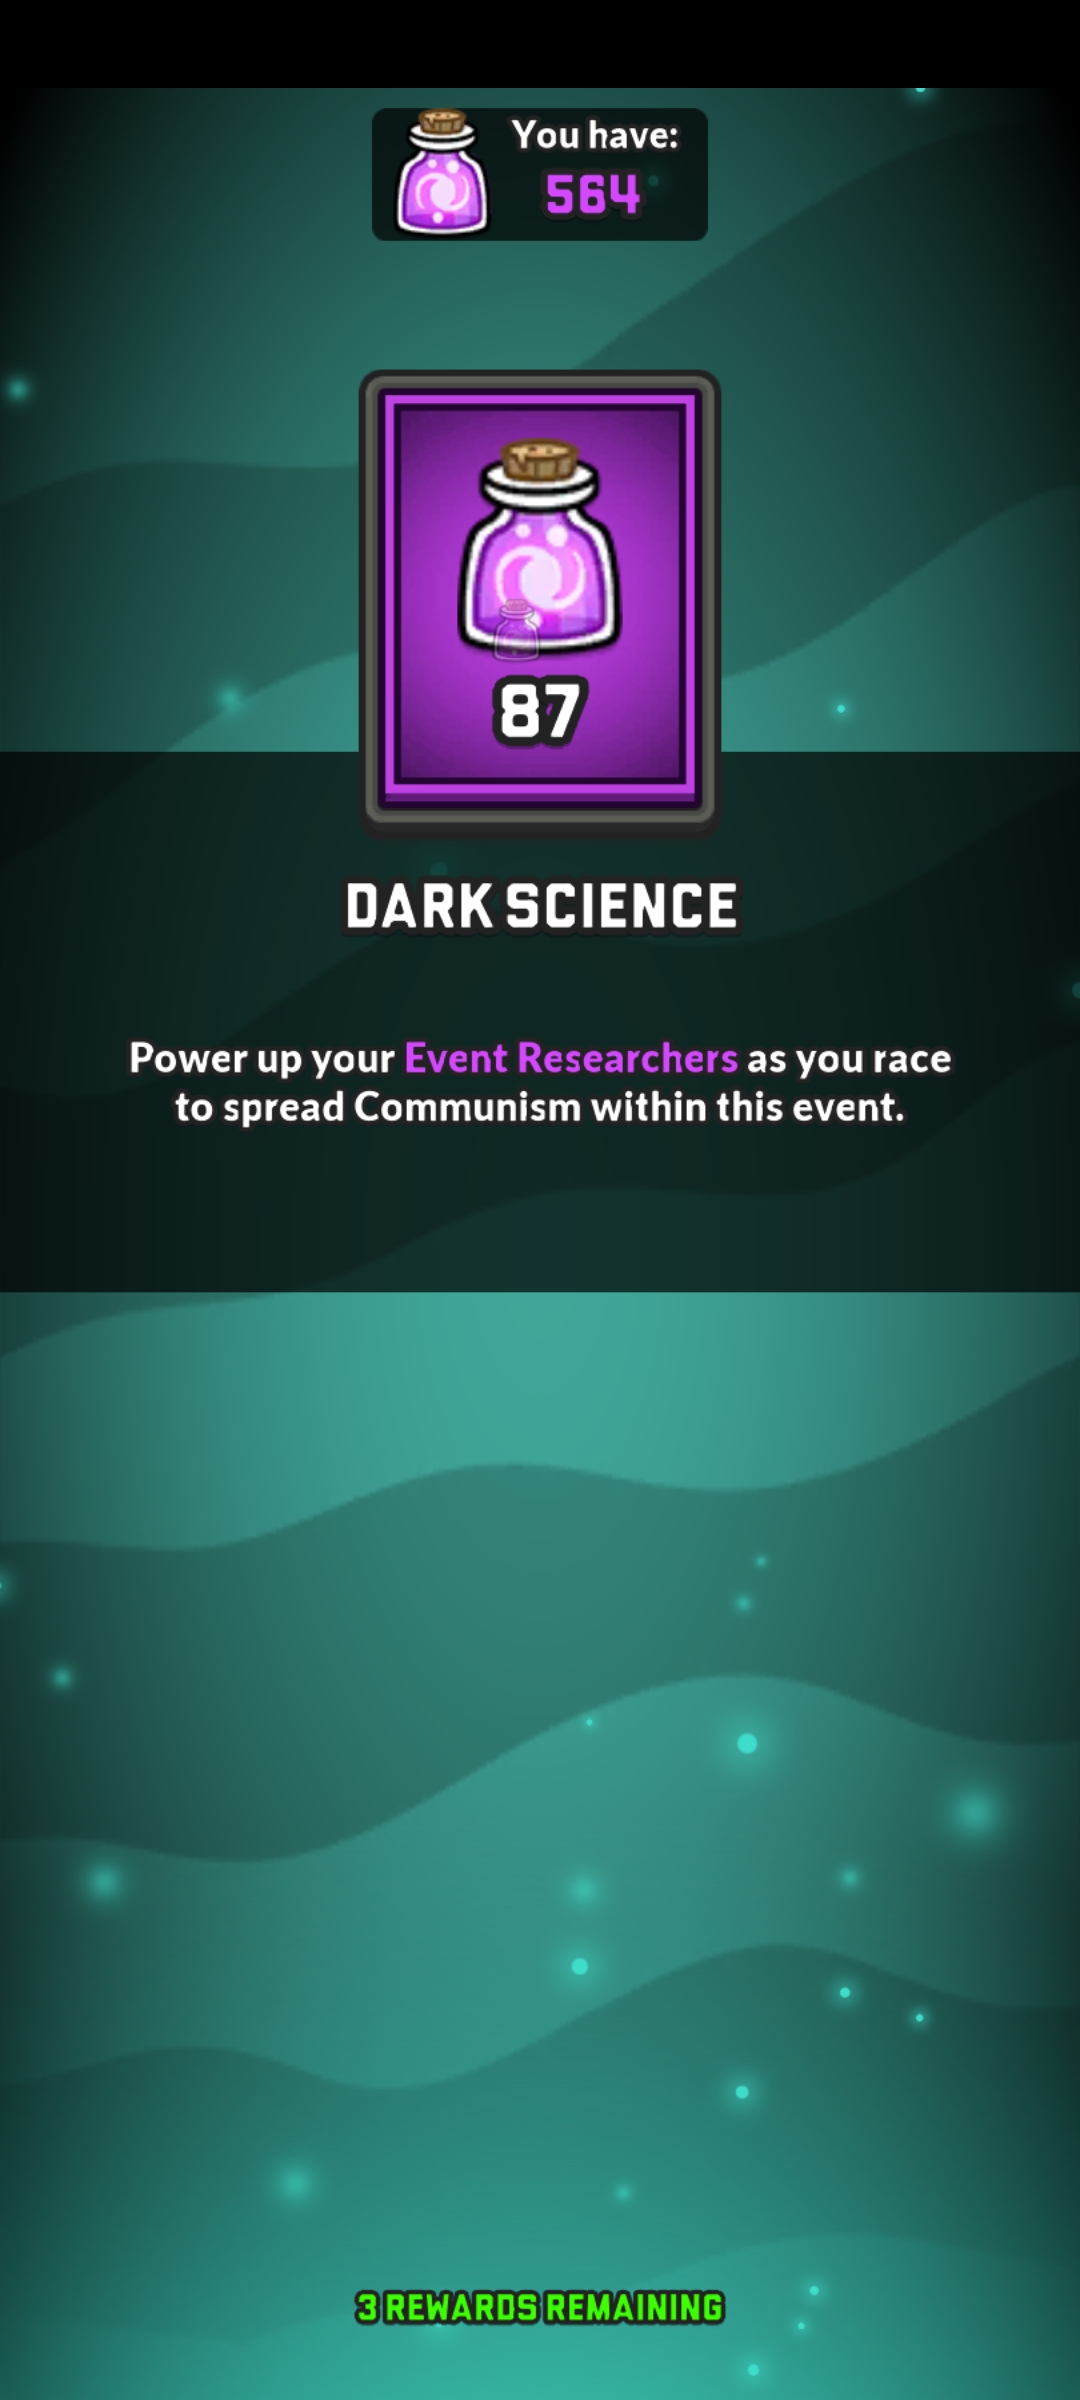 You have:
564
87
DARK SCIENCE
Power up your Event Researchers as you race
to spread Communism within this event.
3 REWARDS REMAINING